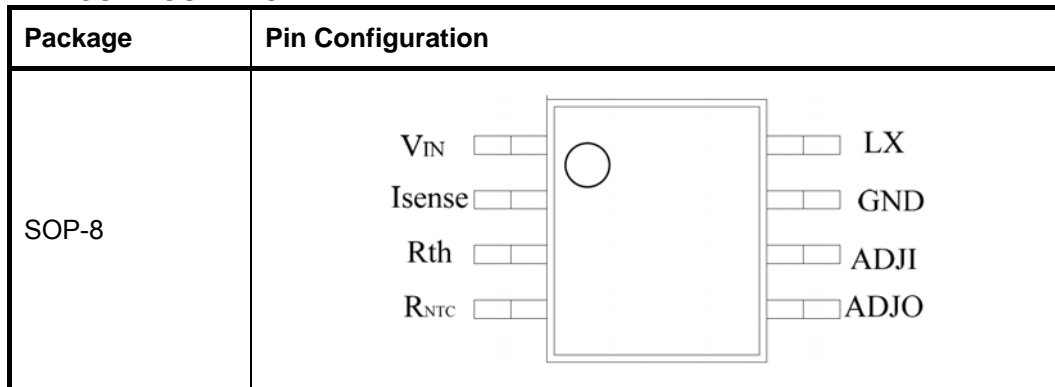 Package Pin Configuration
SOP-8
VIN LX
Isense GND
Rth ADJI
RNTC ADJO